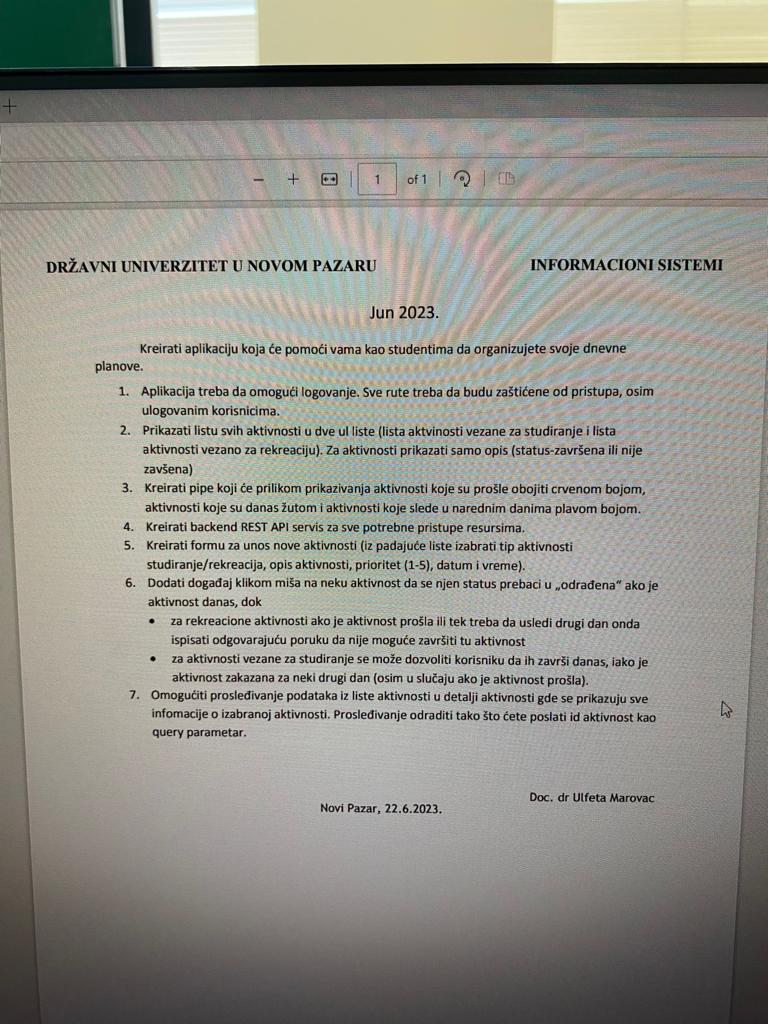 1 of 1
DRŽAVNI UNIVERZITET U NOVOM PAZARU INFORMACIONI SISTEMI
Jun 2023.
Kreirati aplikaciju koja će pomoći vama kao studentima da organizujete svoje dnevne
planove.
1. Aplikacija treba da omogući logovanje. Sve rute treba da budu zaštićene od pristupa, osim
ulogovanim korisnicima.
2. Prikazati listu svih aktivnosti u dve ul liste (lista aktvinosti vezane za studiranje i lista
aktivnosti vezano za rekreaciju). Za aktivnosti prikazati samo opis (status-završena ili nije
zavšena)
3. Kreirati pipe koji će prilikom prikazivanja aktivnosti koje su prošle obojiti crvenom bojom,
aktivnosti koje su danas žutom i aktivnosti koje slede u narednim danima plavom bojom.
4. Kreirati backend REST API servis za sve potrebne pristupe resursima.
5. Kreirati formu za unos nove aktivnosti (iz padajuće liste izabrati tip aktivnosti
studiranje/rekreacija, opis aktivnosti, prioritet (1-5), datum i vreme).
6. Dodati događaj klikom miša na neku aktivnost da se njen status prebaci u „odrađena“ ako je
aktivnost danas, dok
• za rekreacione aktivnosti ako je aktivnost prošla ili tek treba da usledi drugi dan onda
ispisati odgovarajuću poruku da nije moguće završiti tu aktivnost
• za aktivnosti vezane za studiranje se može dozvoliti korisniku da ih završi danas, iako je
aktivnost zakazana za neki drugi dan (osim u slučaju ako je aktivnost prošla).
7. Omogućiti prosleđivanje podataka iz liste aktivnosti u detalji aktivnosti gde se prikazuju sve
infomacije o izabranoj aktivnosti. Prosleđivanje odraditi tako što ćete poslati id aktivnost kao
query parametar.
Doc. dr Ulfeta Marovac
Novi Pazar, 22.6.2023.